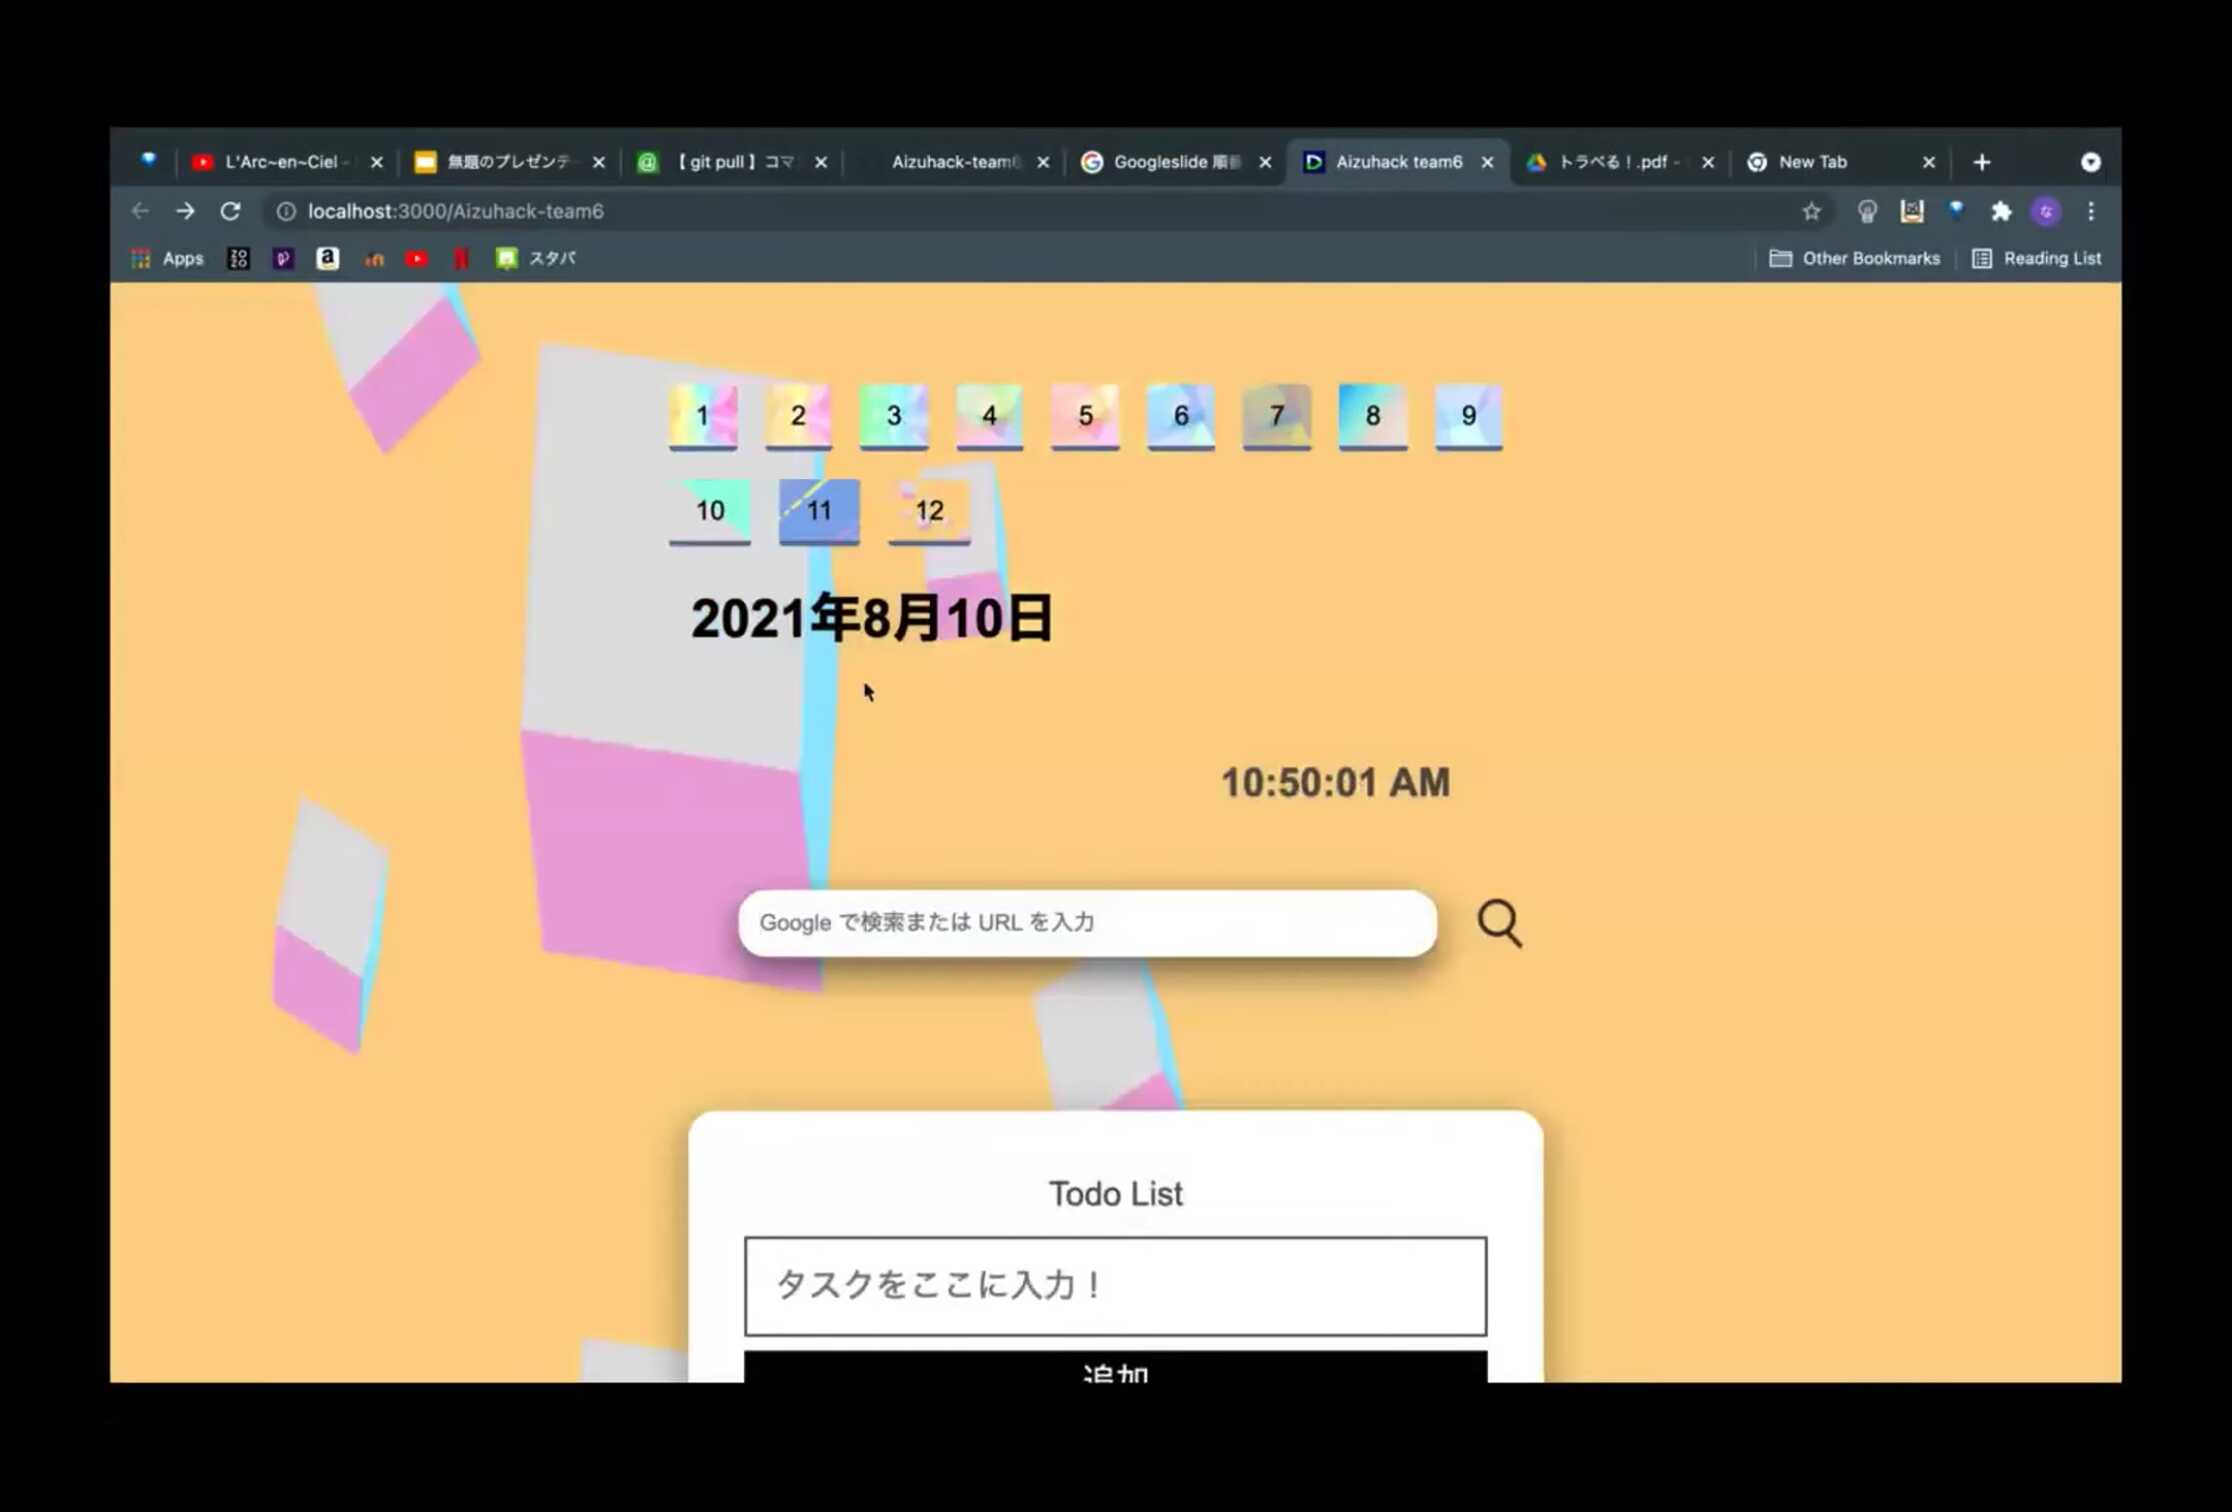 L'Arc~en~Ciel -
無題のプレゼンテ
【 git pull 】コマ
Aizuhack-team6
Googleslide 順番
Aizuhack team6
トラベる！.pdf -
New Tab
localhost:3000/Aizuhack-team6
な
Apps
ZOZO
スタバ
Other Bookmarks
Reading List
1 2 3 4 5 6 7 8 9
10 11 12
2021年8月10日
10:50:01 AM
Google で検索または URL を入力
Todo List
タスクをここに入力！
追加